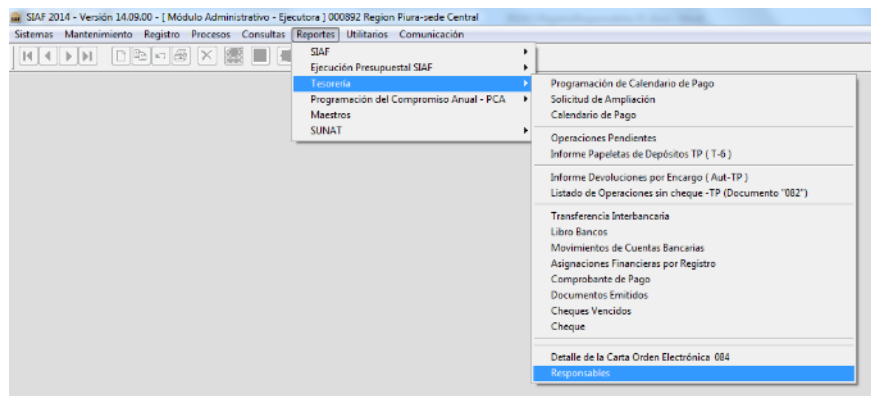 SIAF 2014 - Versión 14.09.00 - [ Módulo Administrativo - Ejecutora ] 000892 Region Piura-sede Central
Sistemas Mantenimiento Registro Procesos Consultas Reportes Utilitarios Comunicación
SIAF
Ejecución Presupuestal SIAF
Tesorería
Programación del Compromiso Anual - PCA
Maestros
SUNAT
Programación de Calendario de Pago
Solicitud de Ampliación
Calendario de Pago
Operaciones Pendientes
Informe Papeletas de Depósitos TP ( T-6 )
Informe Devoluciones por Encargo ( Aut-TP )
Listado de Operaciones sin cheque -TP (Documento "082")
Transferencia Interbancaria
Libro Bancos
Movimientos de Cuentas Bancarias
Asignaciones Financieras por Registro
Comprobante de Pago
Documentos Emitidos
Cheques Vencidos
Cheque
Detalle de la Carta Orden Electrónica 084
Responsables